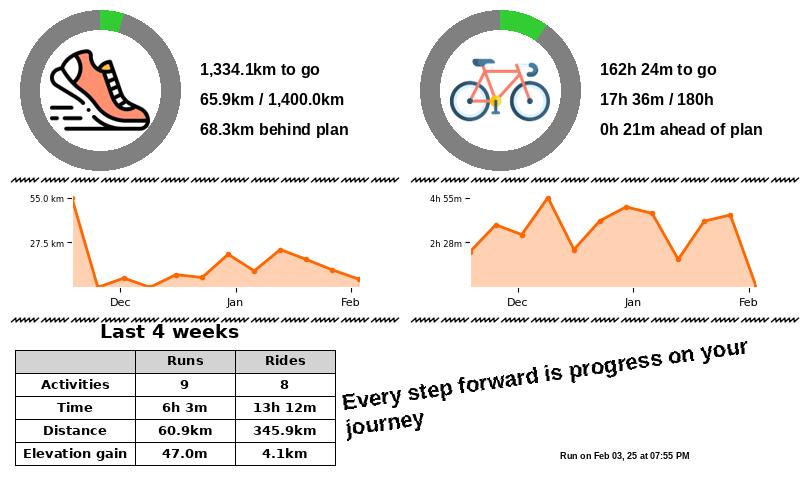 1,334.1km to go
65.9km / 1,400.0km
68.3km behind plan
162h 24m to go
17h 36m / 180h
0h 21m ahead of plan
55.0 km
27.5 km
Dec Jan Feb
4h 55m
2h 28m
Dec Jan Feb
Last 4 weeks
Runs Rides
Activities 9 8
Time 6h 3m 13h 12m
Distance 60.9km 345.9km
Elevation gain 47.0m 4.1km
Every step forward is progress on your
journey
Run on Feb 03, 25 at 07:55 PM